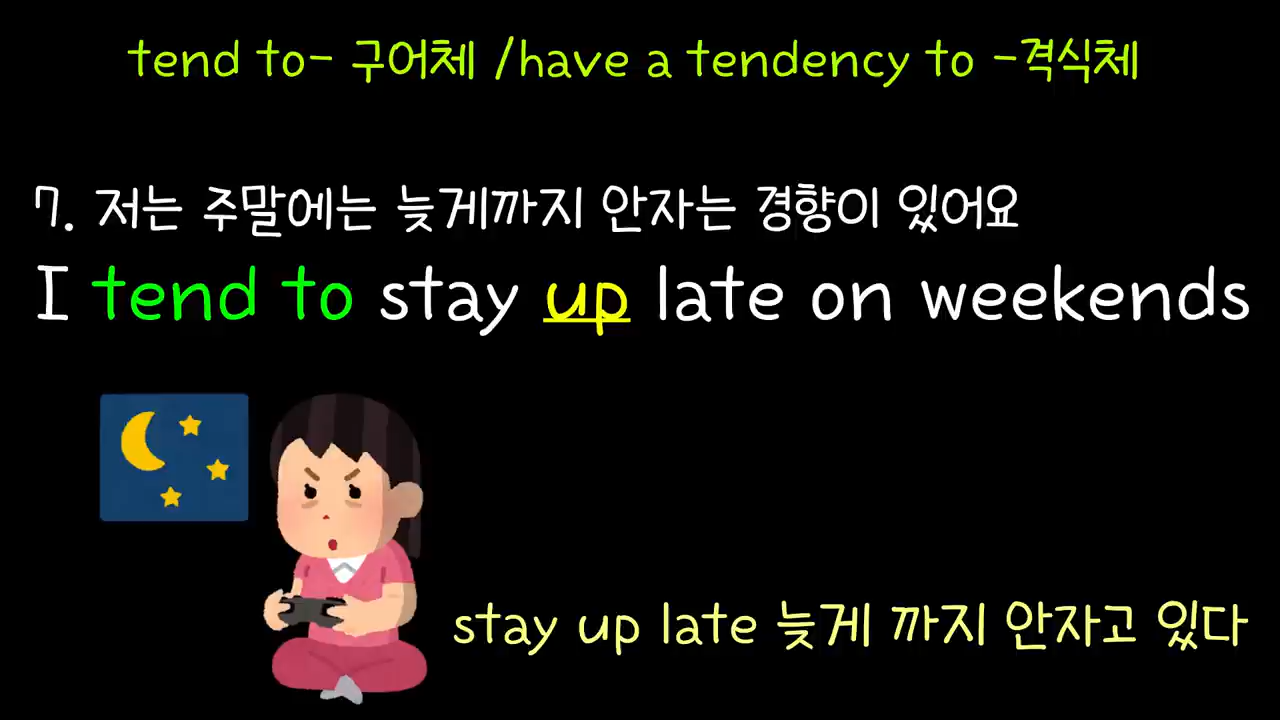 tend to- 구어체 /have a tendency to -격식체
7. 저는 주말에는 늦게까지 안자는 경향이 있어요
I tend to stay up late on weekends
stay up late 늦게 까지 안자고 있다